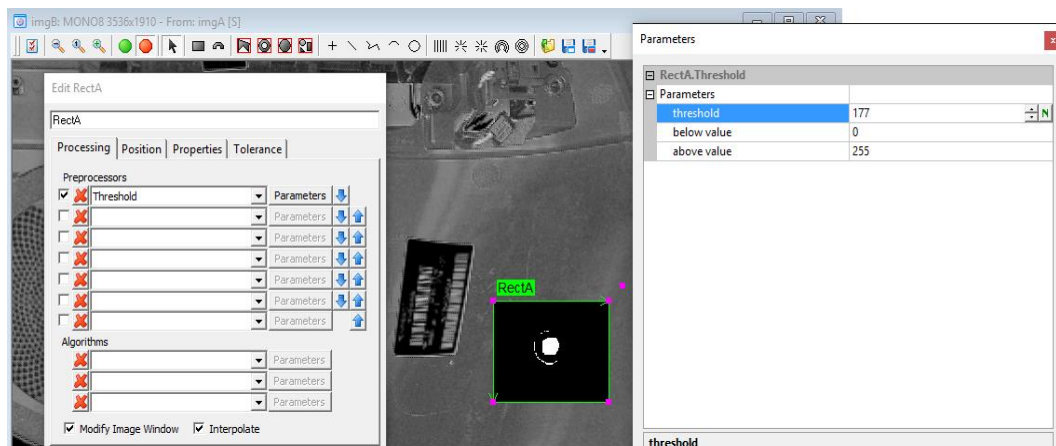 imgB: MONO8 3536x1910 - From: imgA [S]
Parameters
RectA.Threshold
Parameters
threshold 177 N
below value 0
above value 255
threshold
Edit RectA
RectA
Processing Position Properties Tolerance
Preprocessors
Threshold Parameters
Parameters
Parameters
Parameters
Parameters
Parameters
Parameters
Algorithms
Parameters
Parameters
Parameters
Modify Image Window Interpolate
RectA